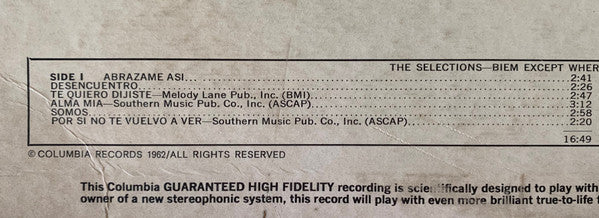 THE SELECTIONS—BIEM EXCEPT WHER
SIDE I ABRAZAME ASI.......................................................2:41
DESENCUENTRO.......................................................2:26
TE QUIERO DIJISTE—Melody Lane Pub., Inc. (BMI).......................................................2:47
ALMA MIA—Southern Music Pub. Co., Inc. (ASCAP).......................................................3:12
SOMOS.......................................................2:58
POR SI NO TE VUELVO A VER—Southern Music Pub. Co., Inc. (ASCAP).......................................................2:20
16:49
© COLUMBIA RECORDS 1962/ALL RIGHTS RESERVED
This Columbia GUARANTEED HIGH FIDELITY recording is scientifically designed to play with
owner of a new stereophonic system, this record will play with even more brilliant true-to-life